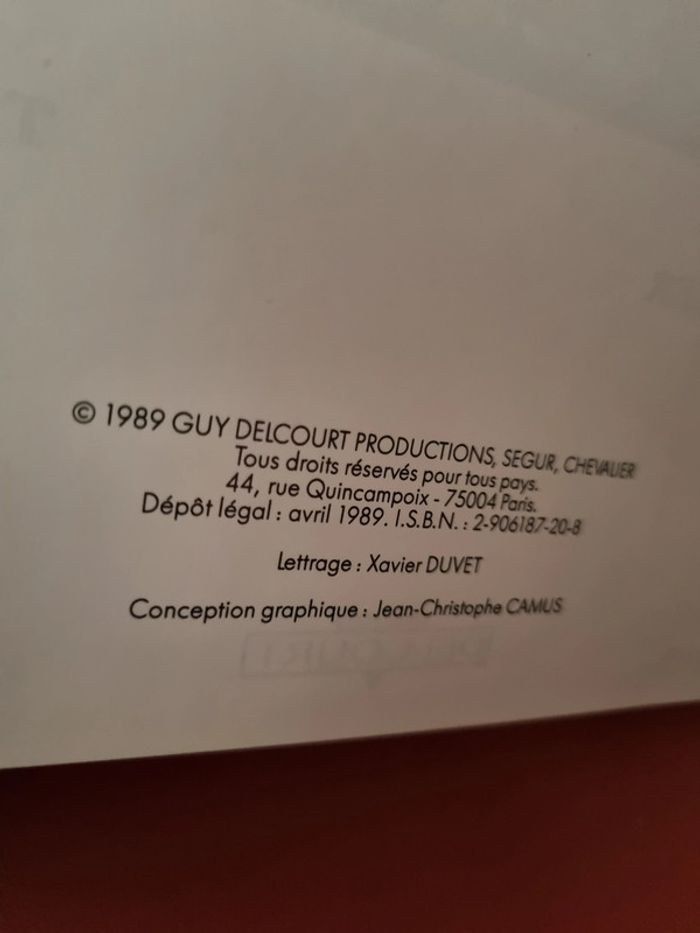 © 1989 GUY DELCOURT PRODUCTIONS, SEGUR, CHEVALIER
Tous droits réservés pour tous pays.
44, rue Quincampoix - 75004 Paris.
Dépôt légal : avril 1989. I.S.B.N. : 2-906187-20-8
Lettrage : Xavier DUVET
Conception graphique : Jean-Christophe CAMUS